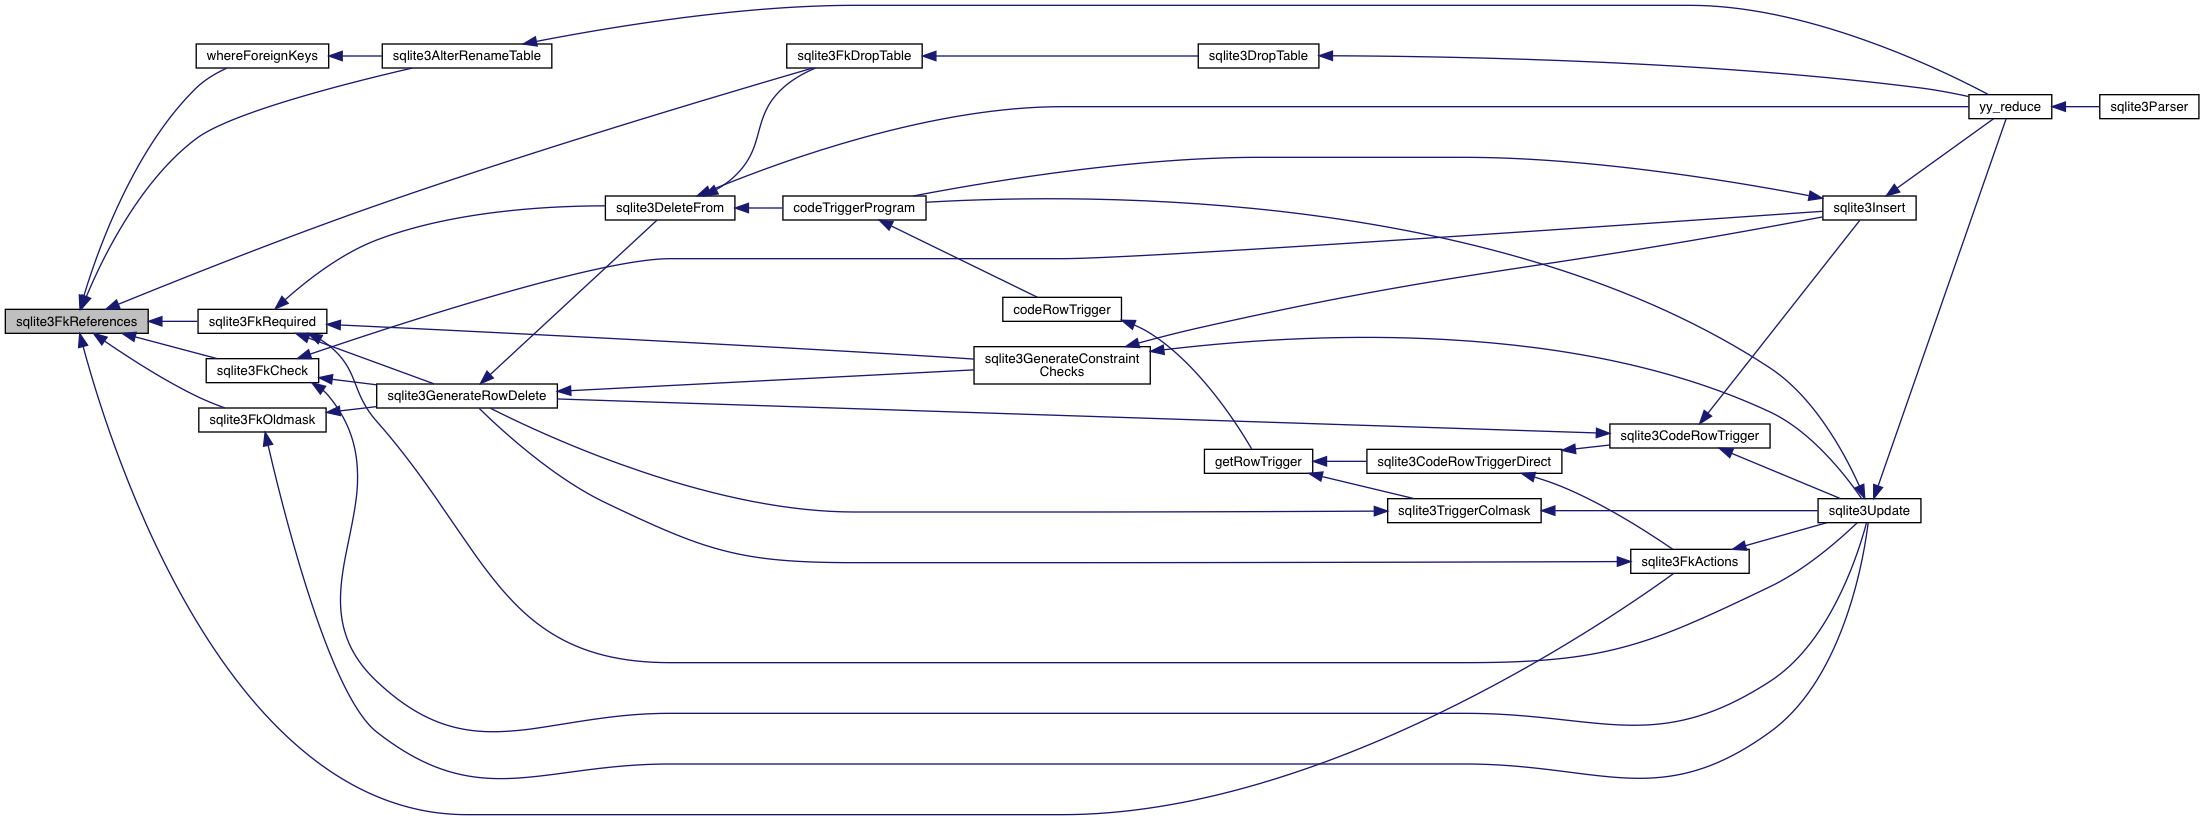 whereForeignKeys
sqlite3AlterRenameTable
sqlite3FkDropTable
sqlite3DropTable
yy_reduce
sqlite3Parser
sqlite3DeleteFrom
codeTriggerProgram
sqlite3Insert
codeRowTrigger
sqlite3FkReferences
sqlite3FkRequired
sqlite3GenerateConstraint
Checks
sqlite3FkCheck
sqlite3GenerateRowDelete
sqlite3FkOldmask
sqlite3CodeRowTrigger
getRowTrigger
sqlite3CodeRowTriggerDirect
sqlite3TriggerColmask
sqlite3Update
sqlite3FkActions